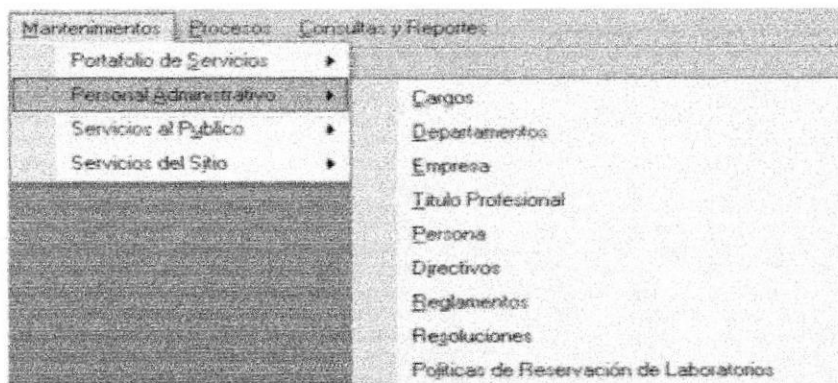 Mantenimientos Procesos Consultas y Reportes
Portafolio de Servicios
Personal Administrativo
Servicios al Publico
Servicios del Sitio
Cargos
Departamentos
Empresa
Titulo Profesional
Persona
Directivos
Reglamentos
Resoluciones
Politicas de Reservación de Laboratorios